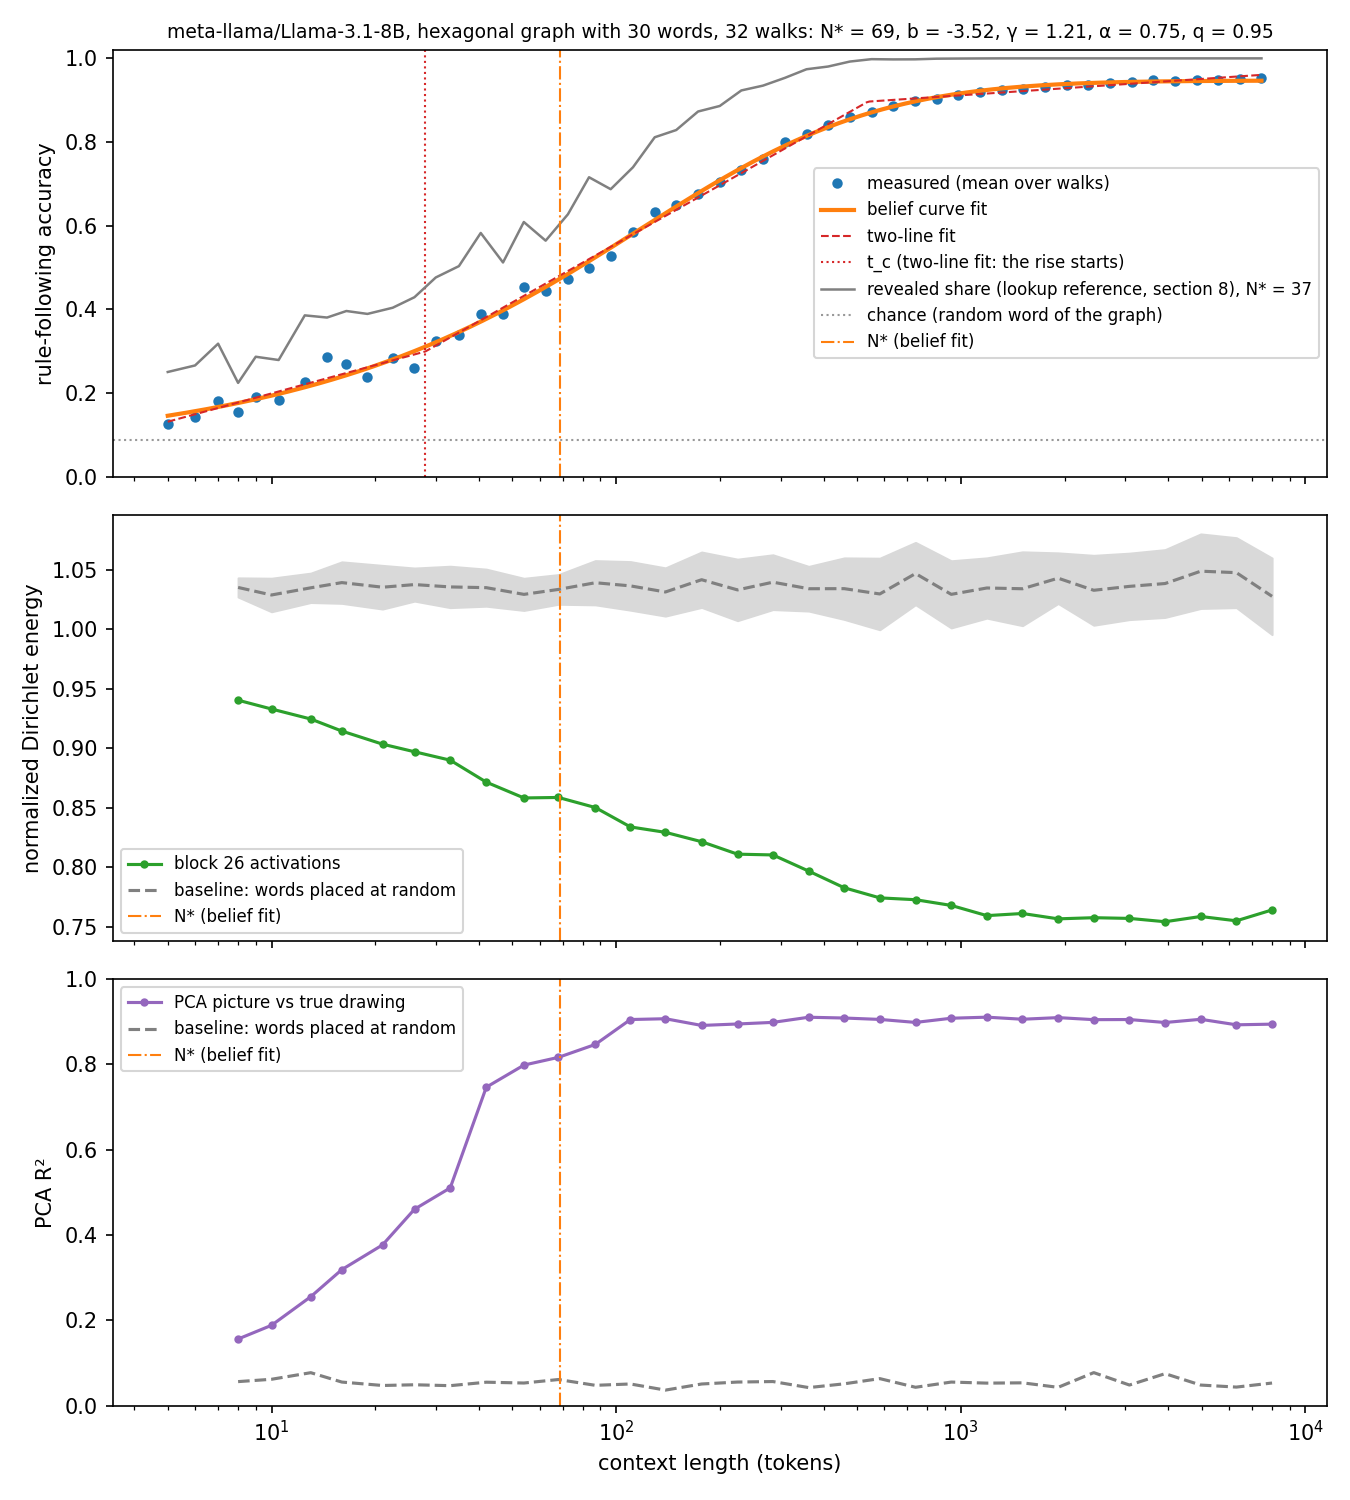 meta-llama/Llama-3.1-8B, hexagonal graph with 30 words, 32 walks: N* = 69, b = -3.52, γ = 1.21, α = 0.75, q = 0.95
rule-following accuracy
1.0
0.8
0.6
0.4
0.2
0.0
measured (mean over walks)
belief curve fit
two-line fit
t_c (two-line fit: the rise starts)
revealed share (lookup reference, section 8), N* = 37
chance (random word of the graph)
N* (belief fit)
normalized Dirichlet energy
1.05
1.00
0.95
0.90
0.85
0.80
0.75
block 26 activations
baseline: words placed at random
N* (belief fit)
PCA R²
1.0
0.8
0.6
0.4
0.2
0.0
PCA picture vs true drawing
baseline: words placed at random
N* (belief fit)
10¹ 10² 10³ 10⁴
context length (tokens)